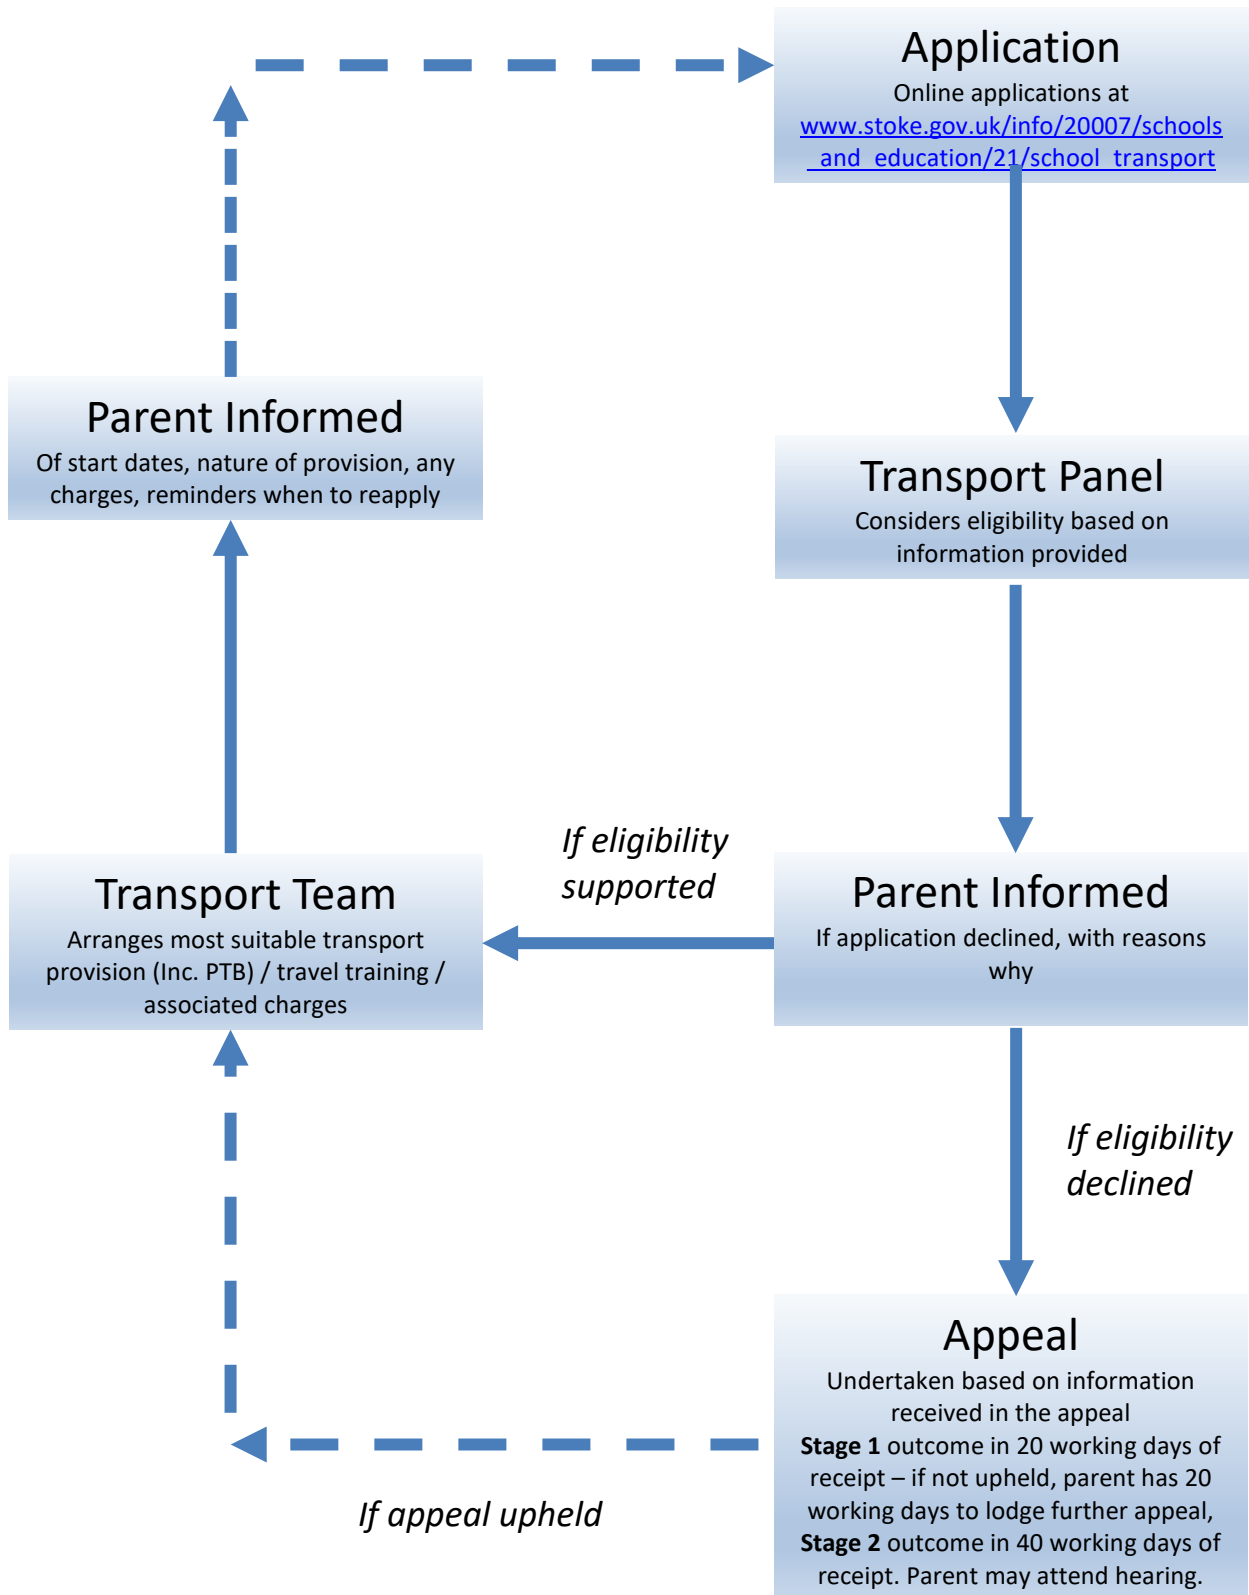 Application
Online applications at
www.stoke.gov.uk/info/20007/schools
_and_education/21/school_transport
Parent Informed
Of start dates, nature of provision, any
charges, reminders when to reapply
Transport Panel
Considers eligibility based on
information provided
If eligibility
supported
Transport Team
Arranges most suitable transport
provision (Inc. PTB) / travel training /
associated charges
Parent Informed
If application declined, with reasons
why
If eligibility
declined
Appeal
Undertaken based on information
received in the appeal
Stage 1 outcome in 20 working days of
receipt – if not upheld, parent has 20
working days to lodge further appeal,
Stage 2 outcome in 40 working days of
receipt. Parent may attend hearing.
If appeal upheld